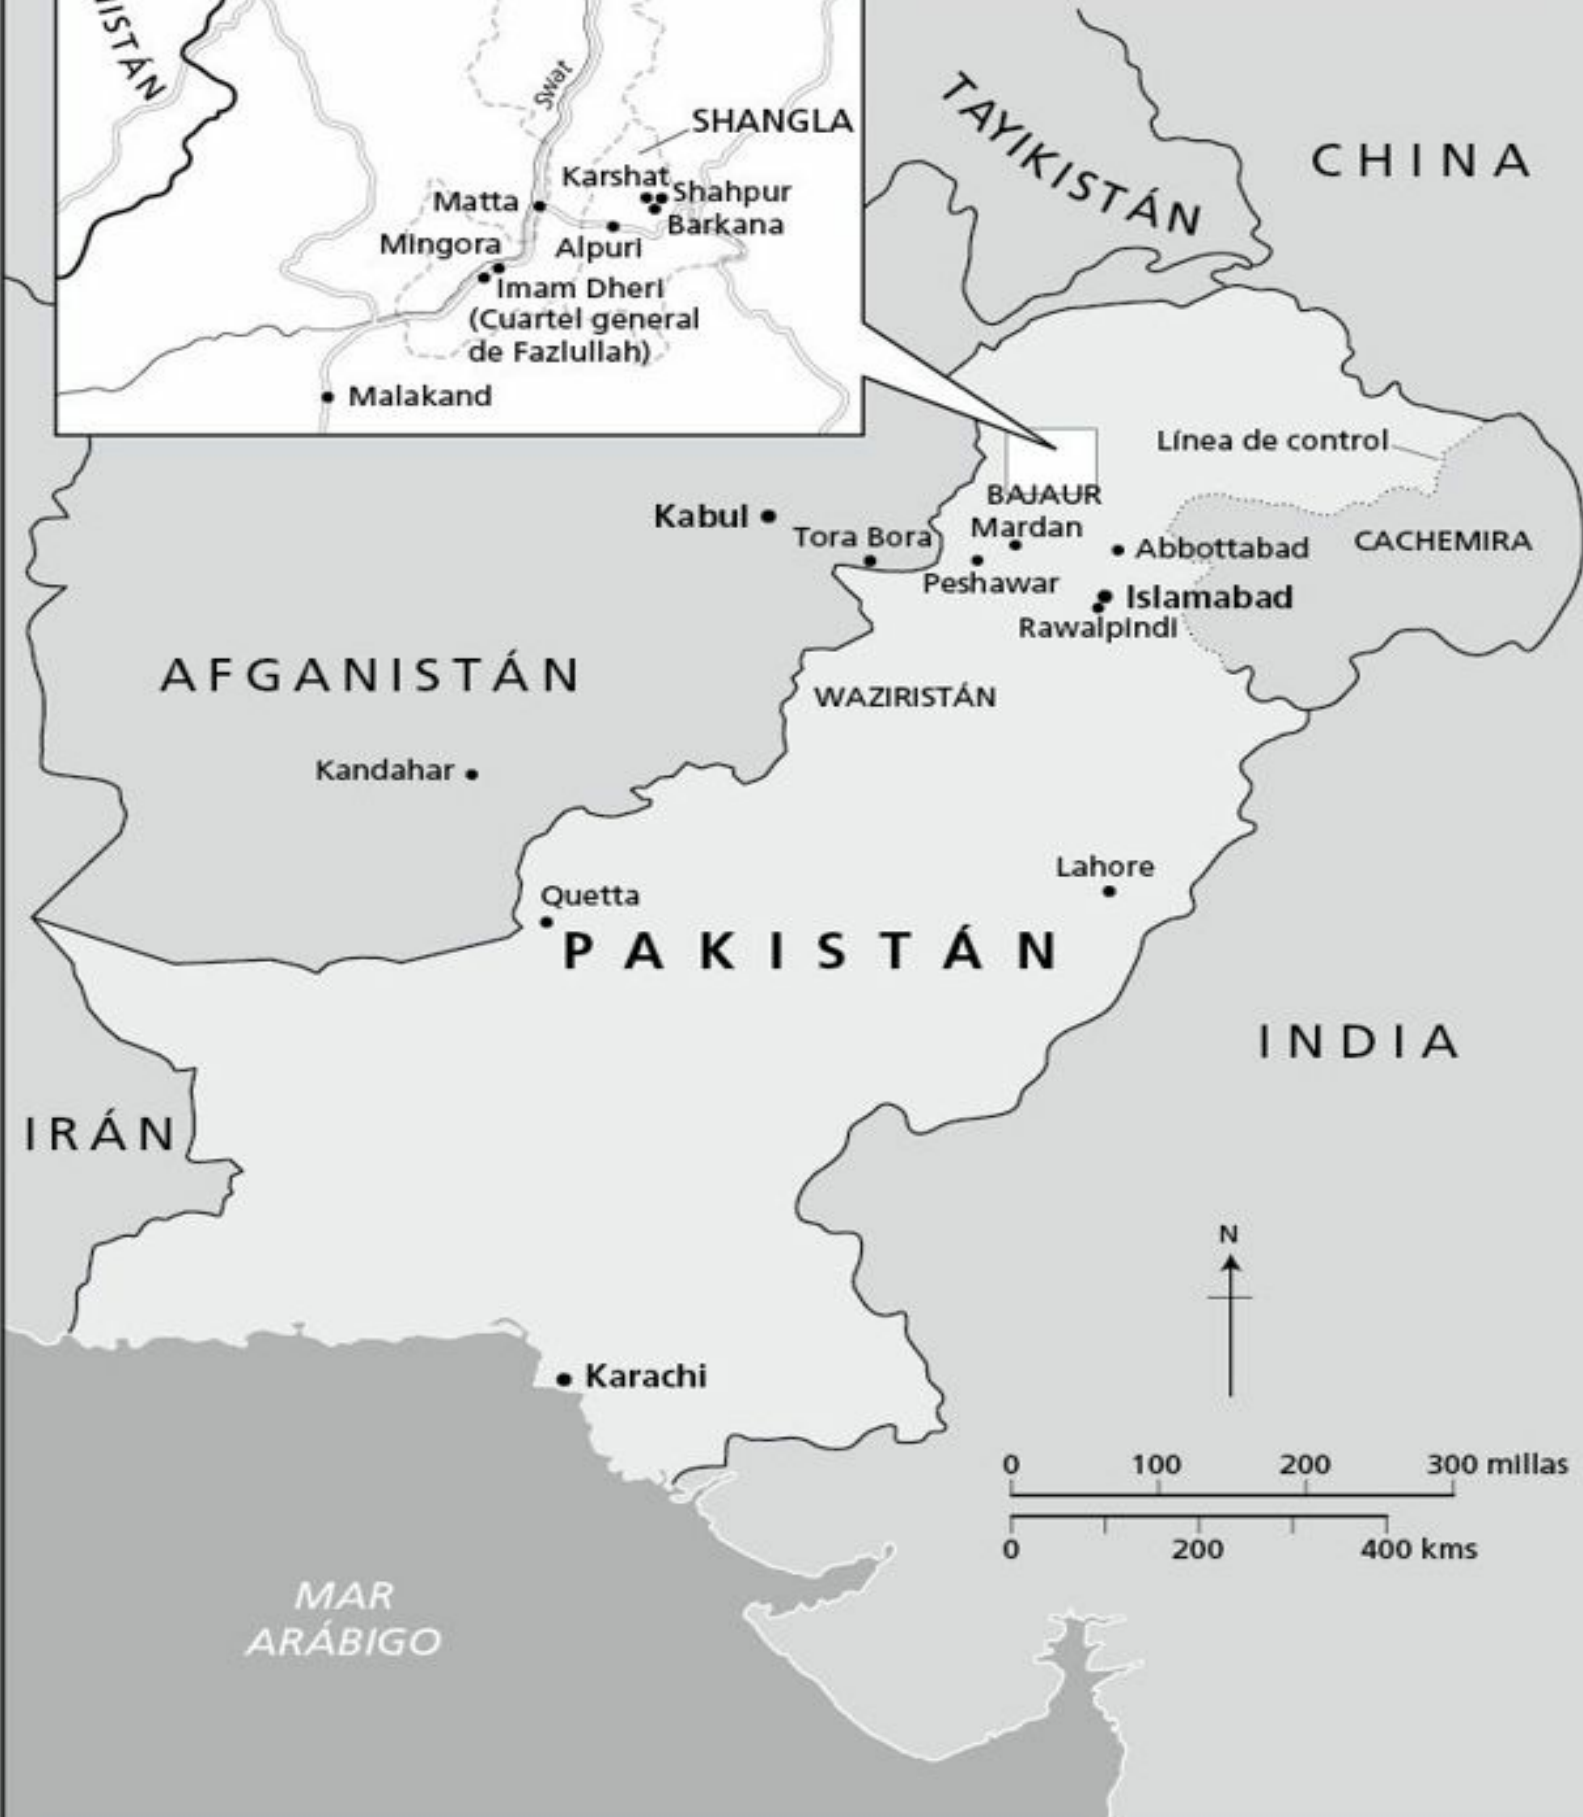 ISTÁN
Swat
SHANGLA
Karshat
Shahpur
Matta
Barkana
Mingora
Alpuri
Imam Dheri
(Cuartel general
de Fazlullah)
Malakand
TAYIKISTÁN
CHINA
Línea de control
BAJAUR
Kabul
Mardan
Tora Bora
Abbottabad
CACHEMIRA
Peshawar
Islamabad
Rawalpindi
AFGANISTÁN
WAZIRISTÁN
Kandahar
Lahore
Quetta
PAKISTÁN
INDIA
IRÁN
N
Karachi
0 100 200 300 millas
0 200 400 kms
MAR
ARÁBIGO